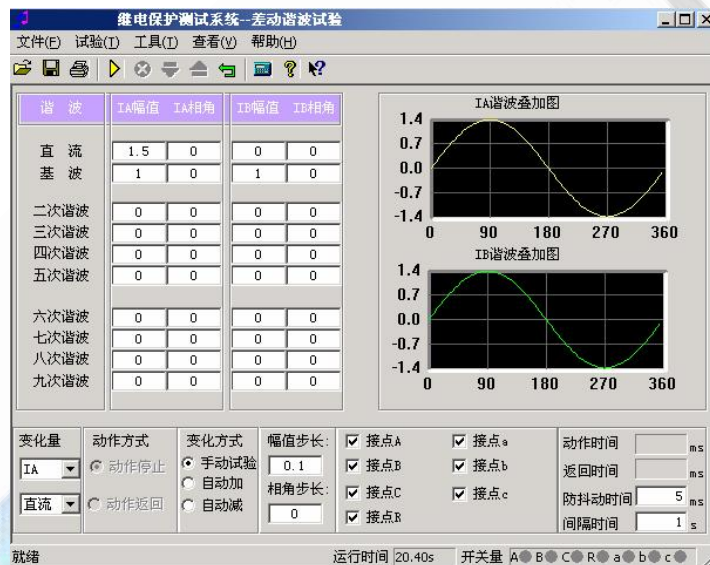 继电保护测试系统--差动谐波试验
文件(F) 试验(T) 工具(T) 查看(V) 帮助(H)
谐 波 IA幅值 IA相角 IB幅值 IB相角
直 流 1.5 0 0 0
基 波 1 0 1 0
二次谐波 0 0 0 0
三次谐波 0 0 0 0
四次谐波 0 0 0 0
五次谐波 0 0 0 0
六次谐波 0 0 0 0
七次谐波 0 0 0 0
八次谐波 0 0 0 0
九次谐波 0 0 0 0
IA谐波叠加图
1.4
0.7
0.0
-0.7
-1.4
0 90 180 270 360
IB谐波叠加图
1.4
0.7
0.0
-0.7
-1.4
0 90 180 270 360
变化量
IA
直流
动作方式
动作停止
动作返回
变化方式
手动试验
自动加
自动减
幅值步长:
0.1
相角步长:
0
接点A 接点a
接点B 接点b
接点C 接点c
接点R
动作时间 ms
返回时间 ms
防抖动时间 5 ms
间隔时间 1 s
就绪 运行时间 20.40s 开关量 A B C R a b c